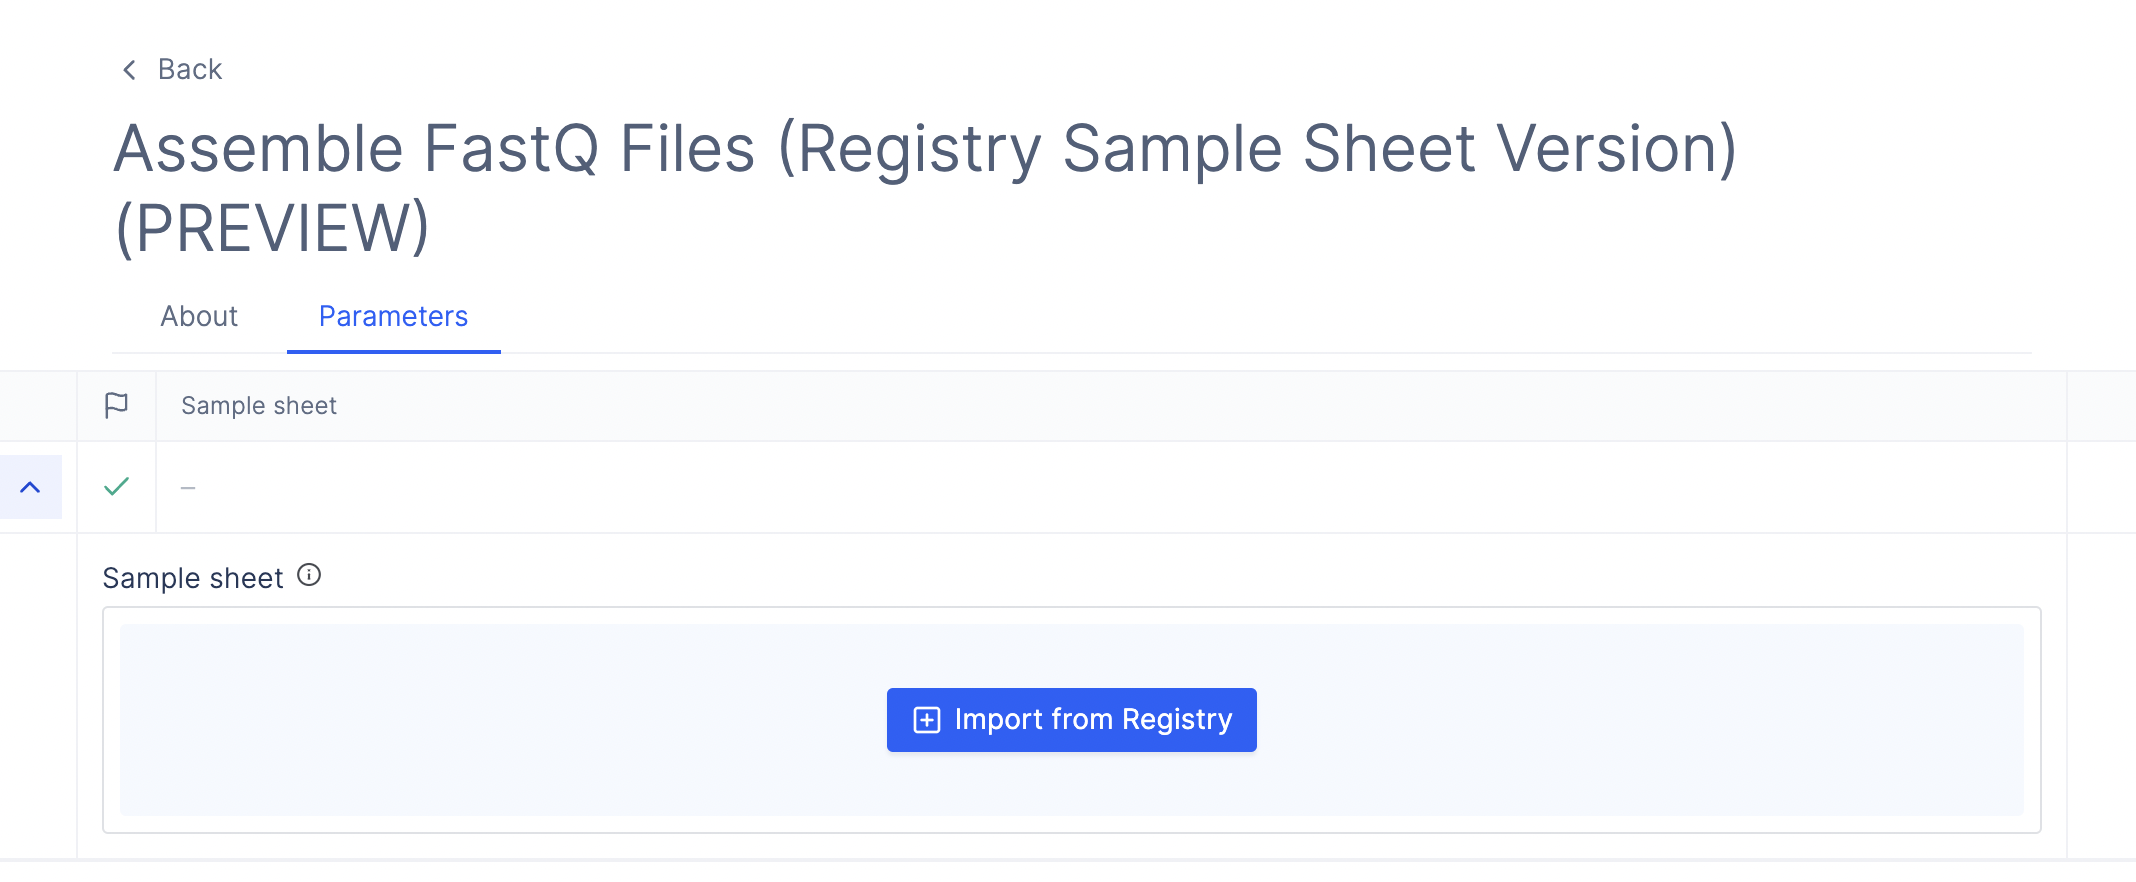 Back
Assemble FastQ Files (Registry Sample Sheet Version)
(PREVIEW)
About
Parameters
Sample sheet
–
Sample sheet
Import from Registry